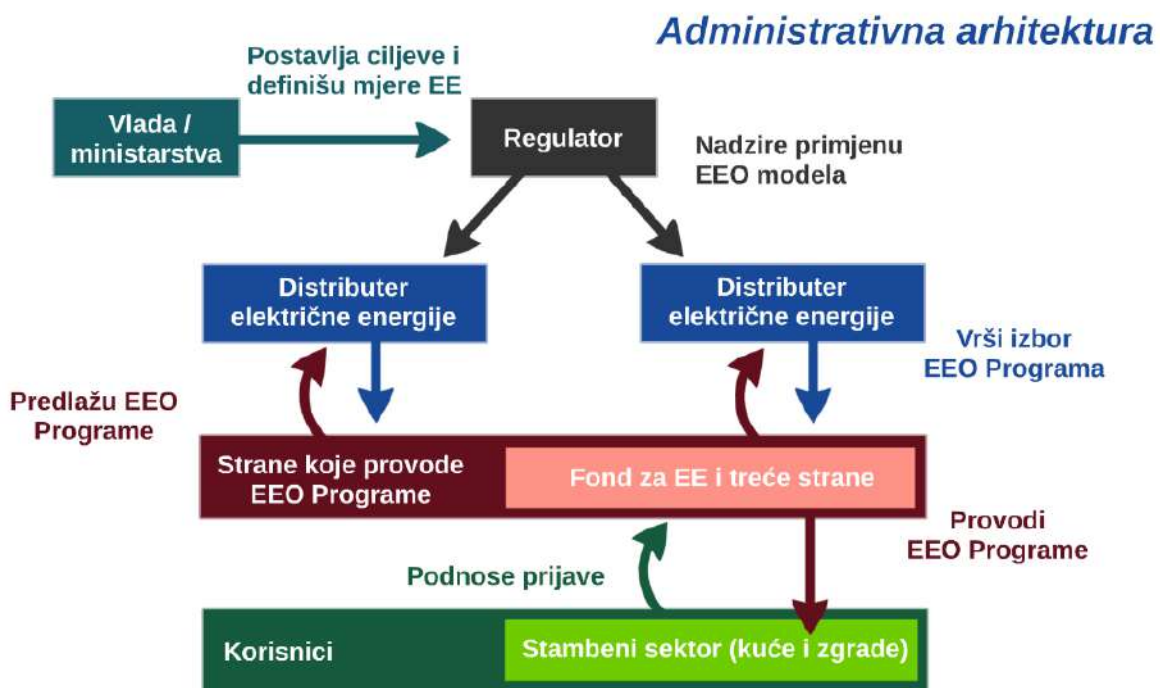 Administrativna arhitektura
Postavlja ciljeve i
definišu mjere EE
Vlada /
ministarstva
Regulator
Nadzire primjenu
EEO modela
Distributer
električne energije
Distributer
električne energije
Vrši izbor
EEO Programa
Predlažu EEO
Programe
Strane koje provode
EEO Programe
Fond za EE i treće strane
Provodi
EEO Programe
Podnose prijave
Korisnici
Stambeni sektor (kuće i zgrade)